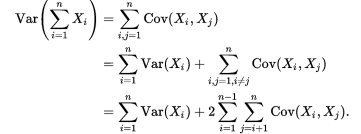 Var(∑_{i=1}^{n} X_i) = ∑_{i,j=1}^{n} Cov(X_i, X_j)
= ∑_{i=1}^{n} Var(X_i) + ∑_{i,j=1,i≠j}^{n} Cov(X_i, X_j)
= ∑_{i=1}^{n} Var(X_i) + 2 ∑_{i=1}^{n−1} ∑_{j=i+1}^{n} Cov(X_i, X_j).